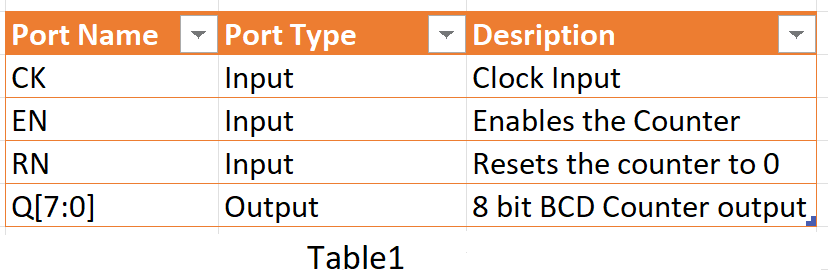 Port Name Port Type Desription
CK Input Clock Input
EN Input Enables the Counter
RN Input Resets the counter to 0
Q[7:0] Output 8 bit BCD Counter output
Table1